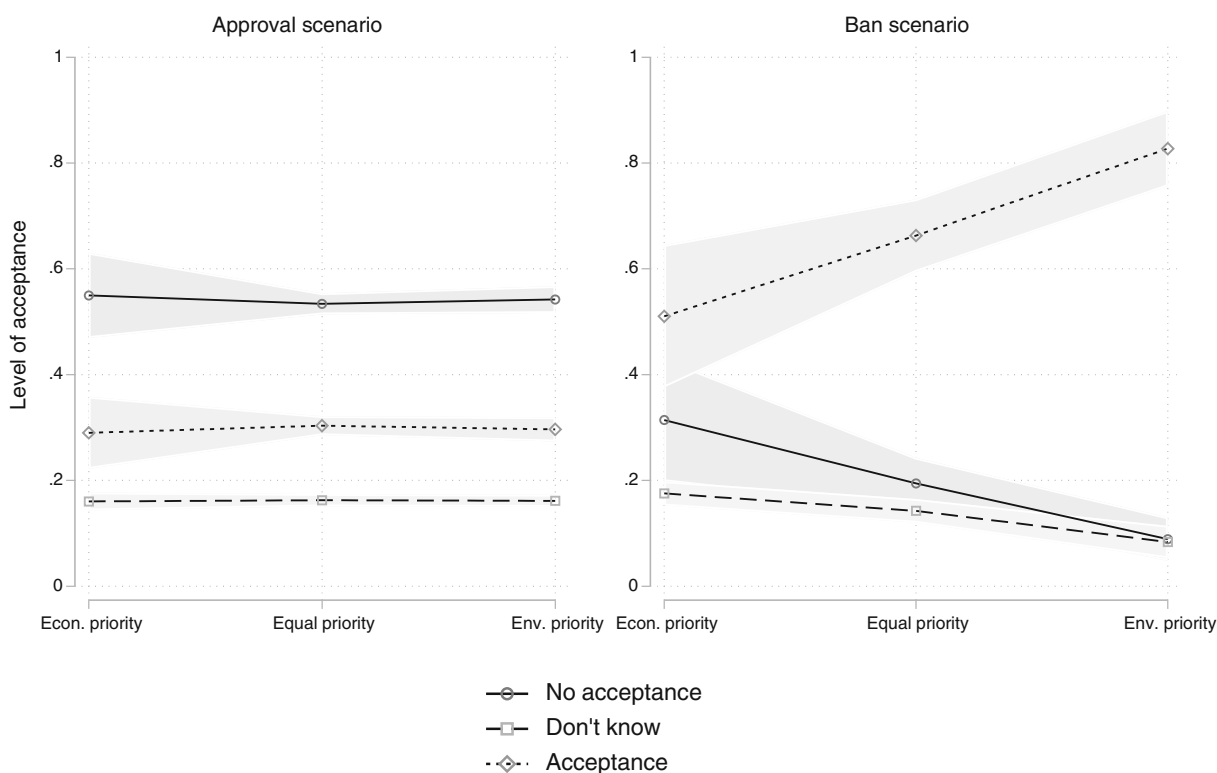 Approval scenario
Ban scenario
Level of acceptance
1
.8
.6
.4
.2
0
Econ. priority
Equal priority
Env. priority
1
.8
.6
.4
.2
0
Econ. priority
Equal priority
Env. priority
No acceptance
Don't know
Acceptance